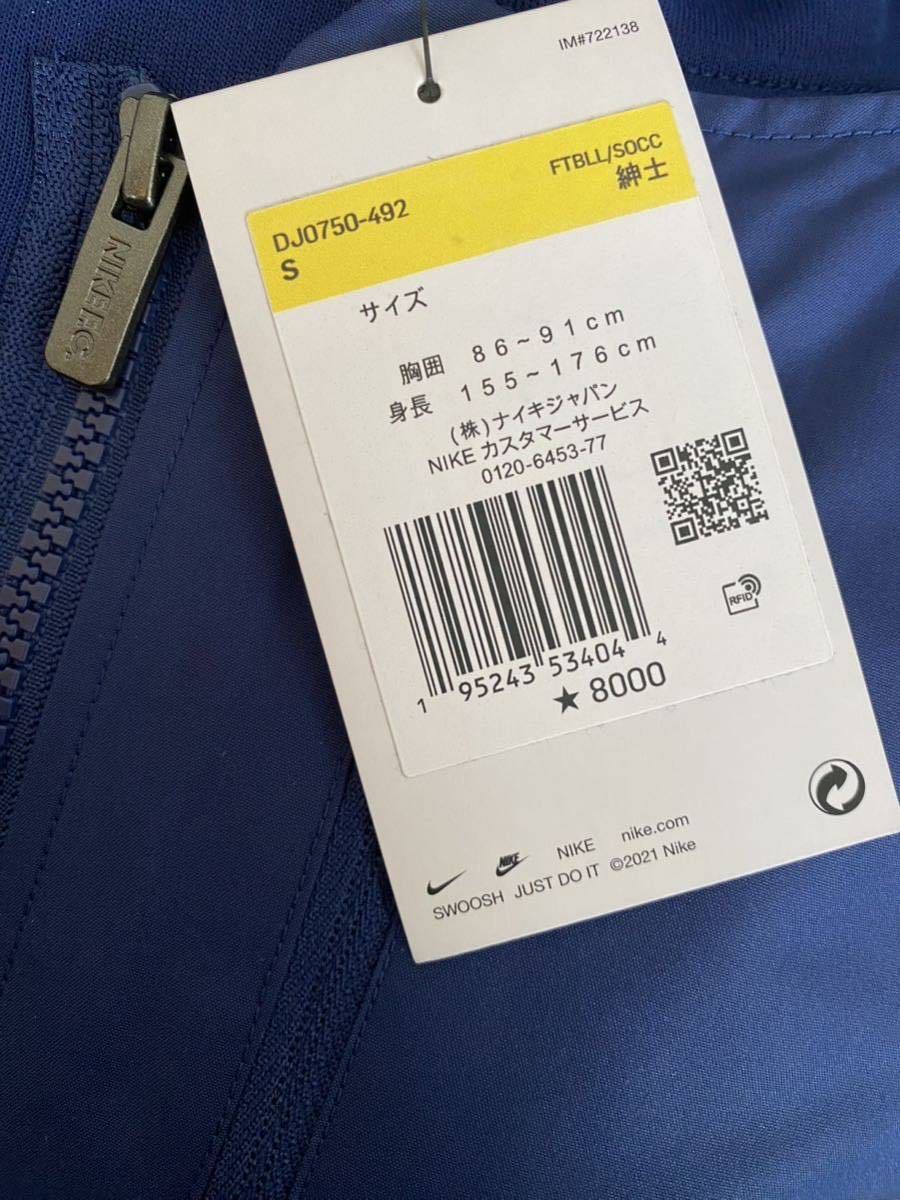 IM#722138
FTBLL/SOCC
紳士
DJ0750-492
S
サイズ
胸囲 86~91cm
身長 155~176cm
(株)ナイキジャパン
NIKE カスタマーサービス
0120-6453-77
RFID
1 95243 53404 4
★8000
NIKE NIKE nike.com
SWOOSH JUST DO IT ©2021 Nike
NIKE F.C.